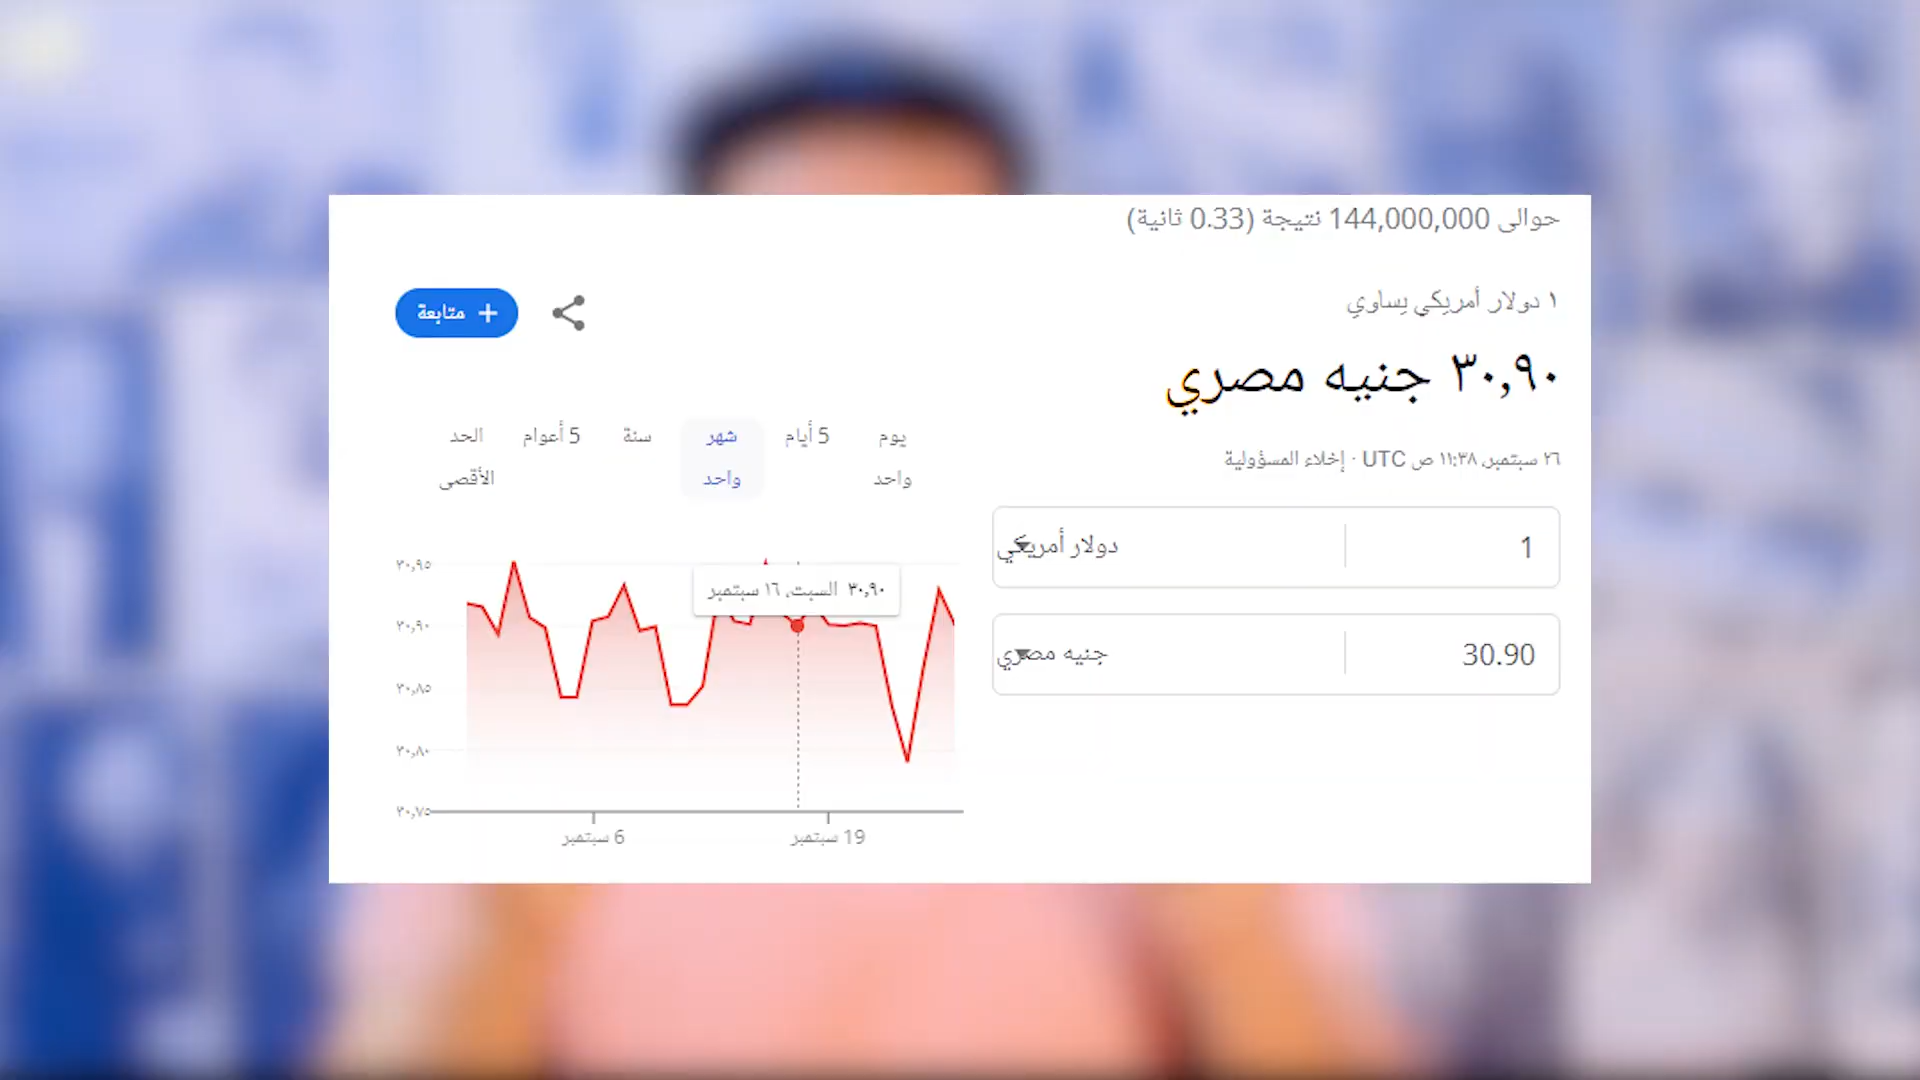 حوالى 144,000,000 نتيجة (0.33 ثانية)
١ دولار أمريكي يساوي
٣٠,٩٠ جنيه مصري
٢٦ سبتمبر، ١١:٣٨ ص UTC · إخلاء المسؤولية
1 دولار أمريكي
30.90 جنيه مصري
متابعة
يوم واحد
5 أيام
شهر واحد
سنة
5 أعوام
الحد الأقصى
٣٠,٩٠ السبت، ١٦ سبتمبر
٣٠,٩٥
٣٠,٩٠
٣٠,٨٥
٣٠,٨٠
٣٠,٧٥
6 سبتمبر
19 سبتمبر